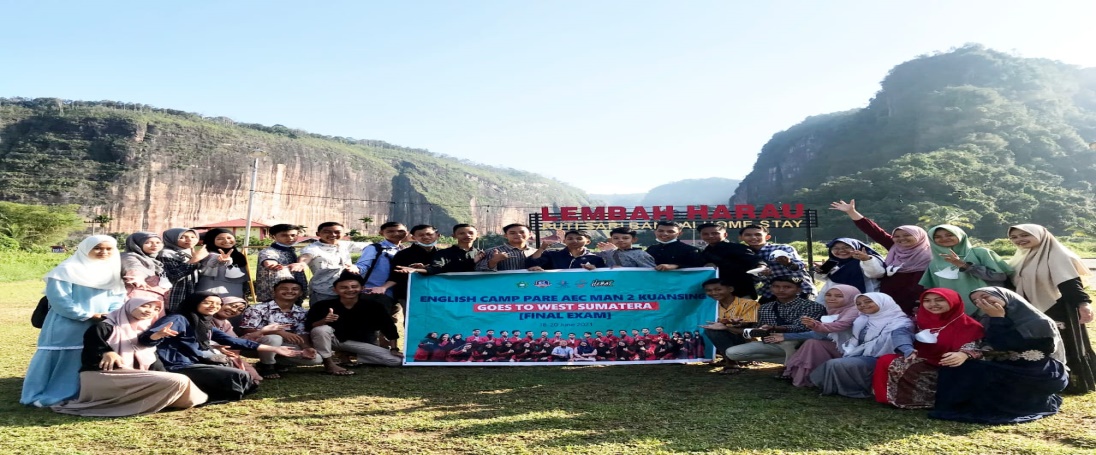 LEMBAH HARAU
ENGLISH CAMP PARE AEC MAN 2 KUANSING
GOES TO WEST SUMATERA
(FINAL EXAM)